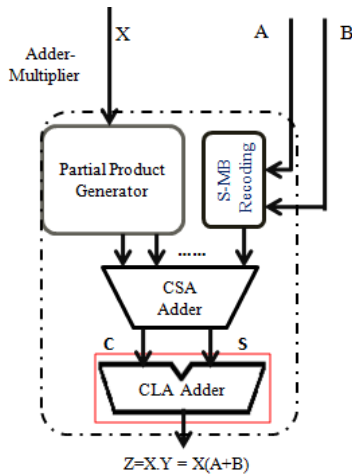 X
A
B
Adder-
Multiplier
Partial Product
Generator
S-MB
Recoding
......
CSA
Adder
C
S
CLA Adder
Z=X.Y = X(A+B)